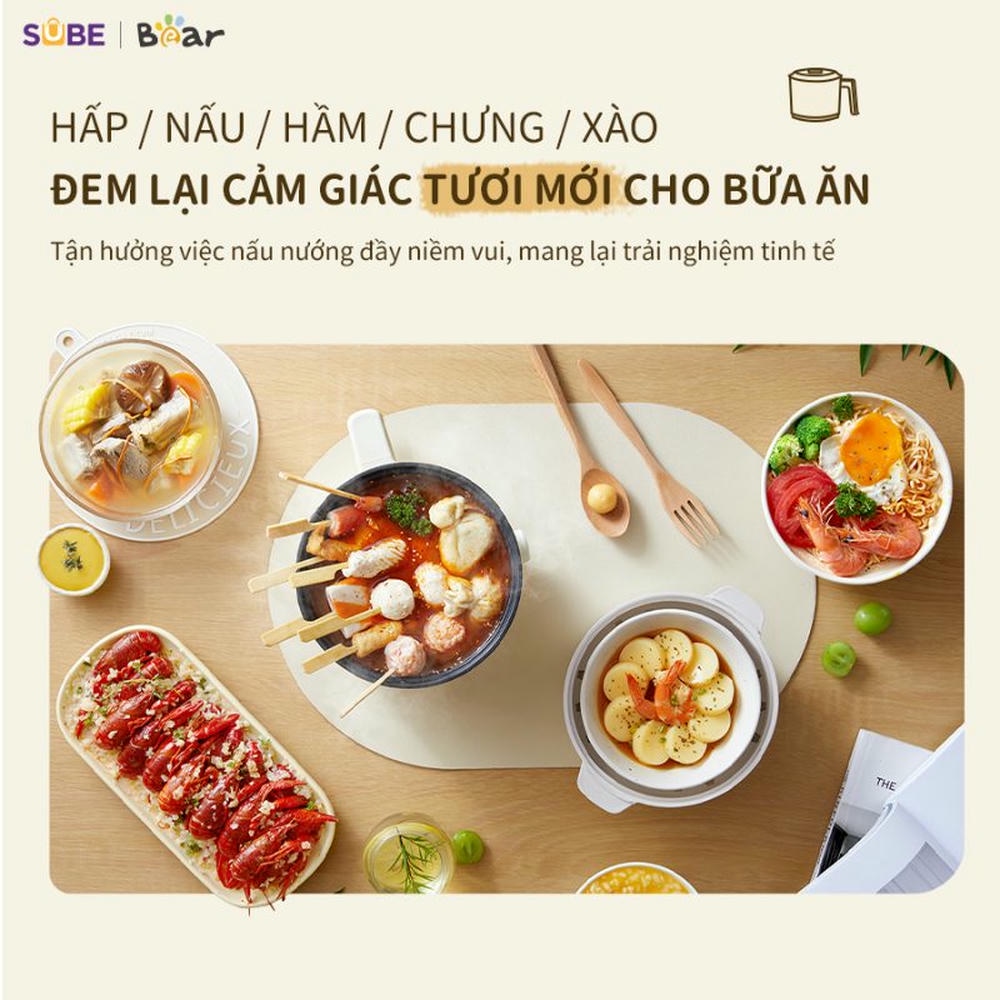 SUBE | Bear
HẤP / NẤU / HẦM / CHƯNG / XÀO
ĐEM LẠI CẢM GIÁC TƯƠI MỚI CHO BỮA ĂN
Tận hưởng việc nấu nướng đầy niềm vui, mang lại trải nghiệm tinh tế
DELICIEUX
THE